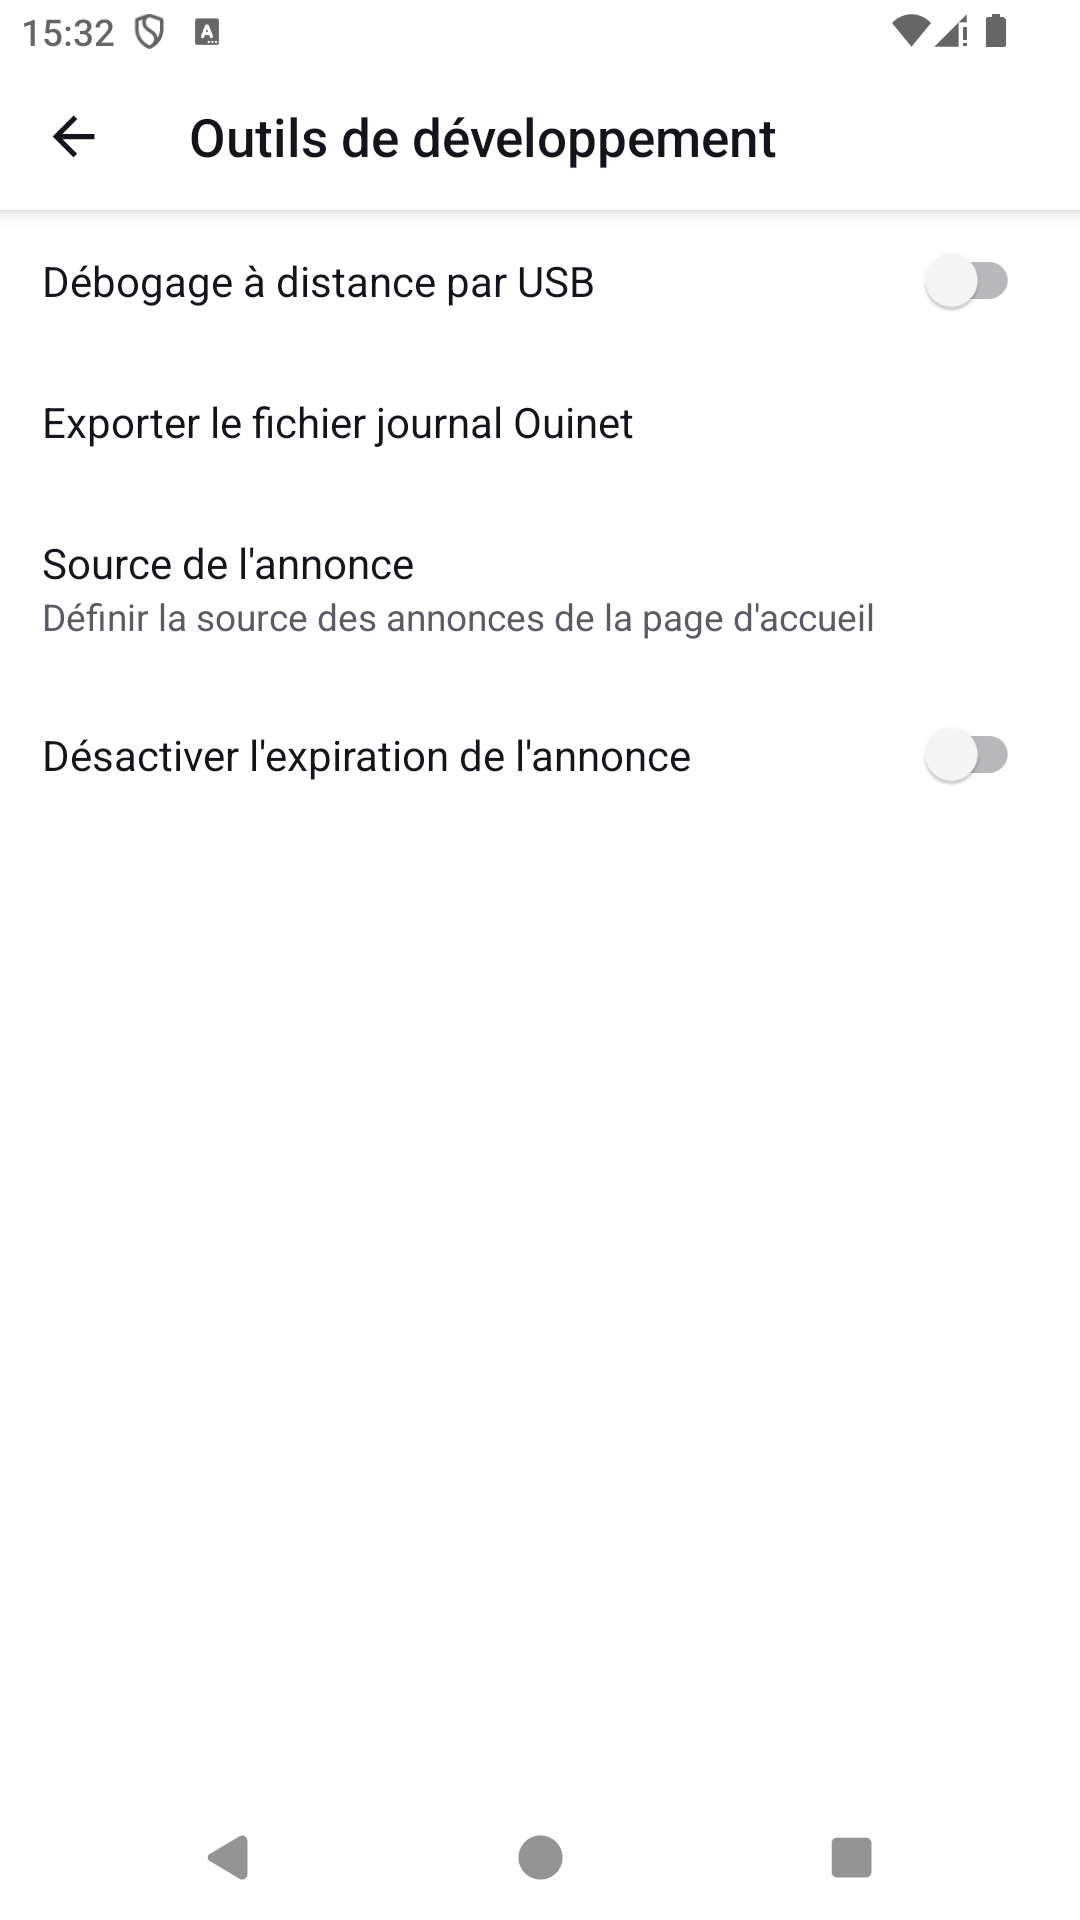 15:32
Outils de développement
Débogage à distance par USB
Exporter le fichier journal Ouinet
Source de l'annonce
Définir la source des annonces de la page d'accueil
Désactiver l'expiration de l'annonce